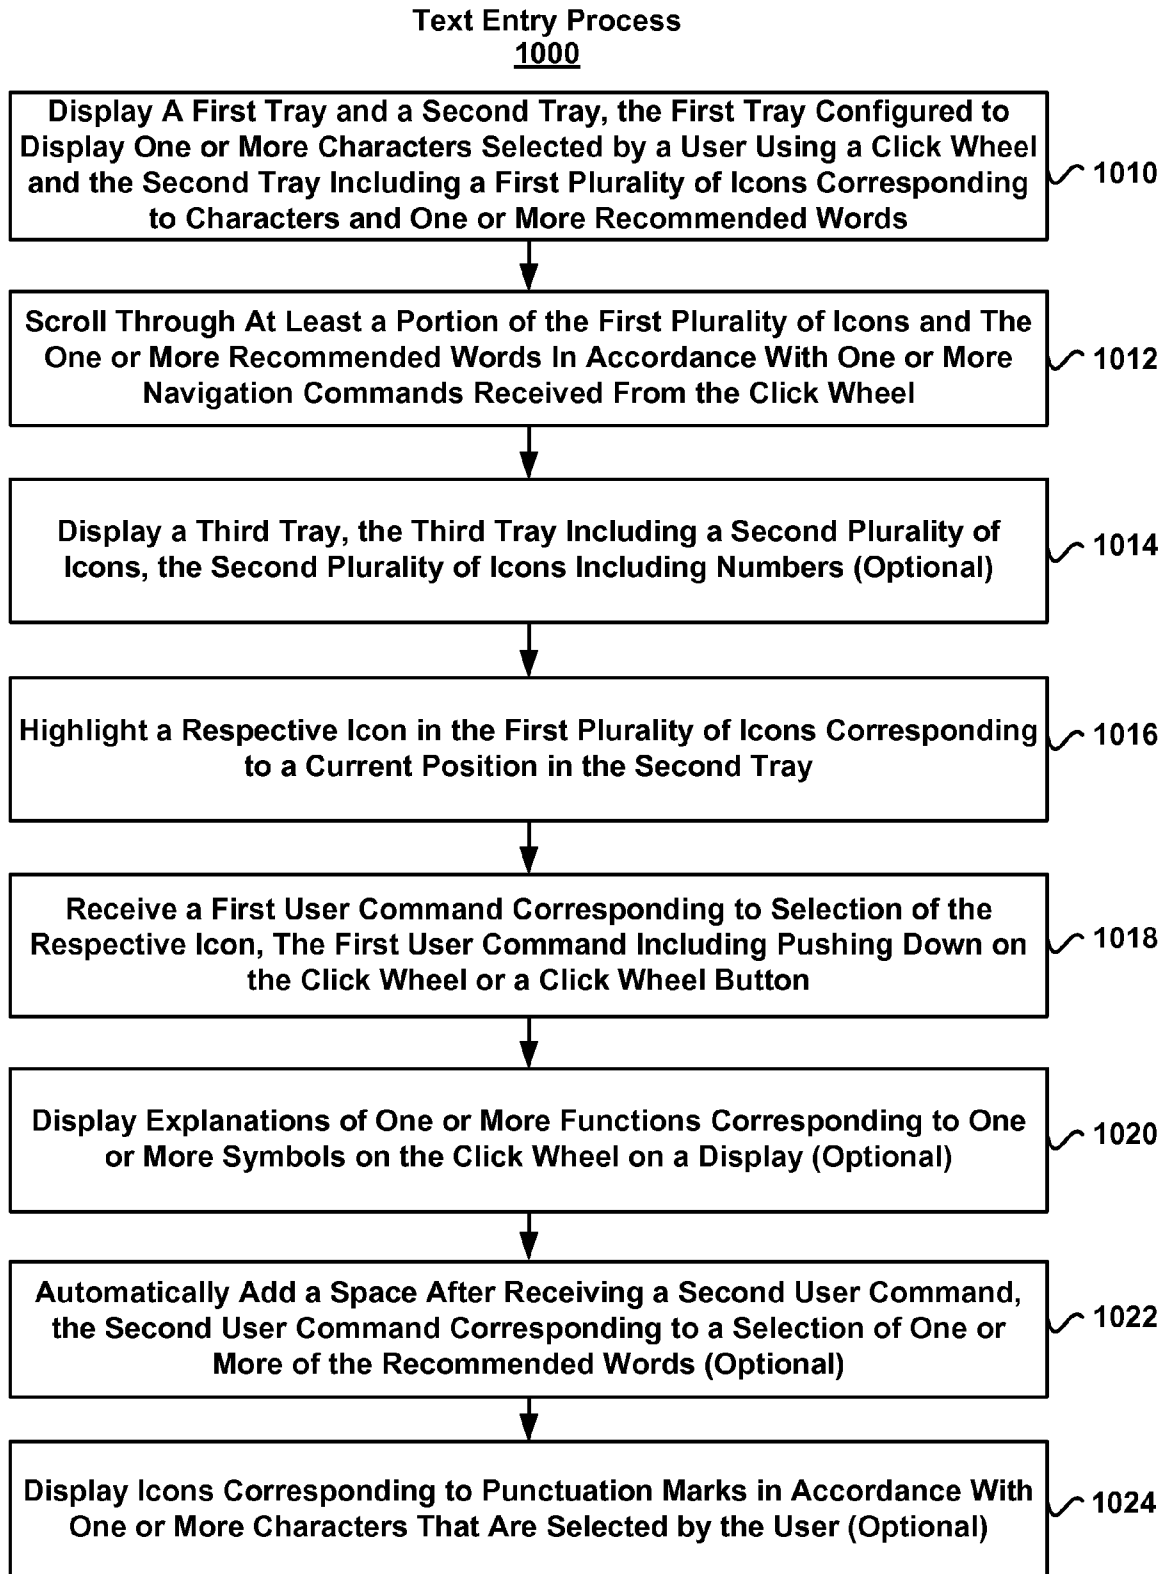 Text Entry Process
1000
Display A First Tray and a Second Tray, the First Tray Configured to
Display One or More Characters Selected by a User Using a Click Wheel
and the Second Tray Including a First Plurality of Icons Corresponding
to Characters and One or More Recommended Words
1010
Scroll Through At Least a Portion of the First Plurality of Icons and The
One or More Recommended Words In Accordance With One or More
Navigation Commands Received From the Click Wheel
1012
Display a Third Tray, the Third Tray Including a Second Plurality of
Icons, the Second Plurality of Icons Including Numbers (Optional)
1014
Highlight a Respective Icon in the First Plurality of Icons Corresponding
to a Current Position in the Second Tray
1016
Receive a First User Command Corresponding to Selection of the
Respective Icon, The First User Command Including Pushing Down on
the Click Wheel or a Click Wheel Button
1018
Display Explanations of One or More Functions Corresponding to One
or More Symbols on the Click Wheel on a Display (Optional)
1020
Automatically Add a Space After Receiving a Second User Command,
the Second User Command Corresponding to a Selection of One or
More of the Recommended Words (Optional)
1022
Display Icons Corresponding to Punctuation Marks in Accordance With
One or More Characters That Are Selected by the User (Optional)
1024